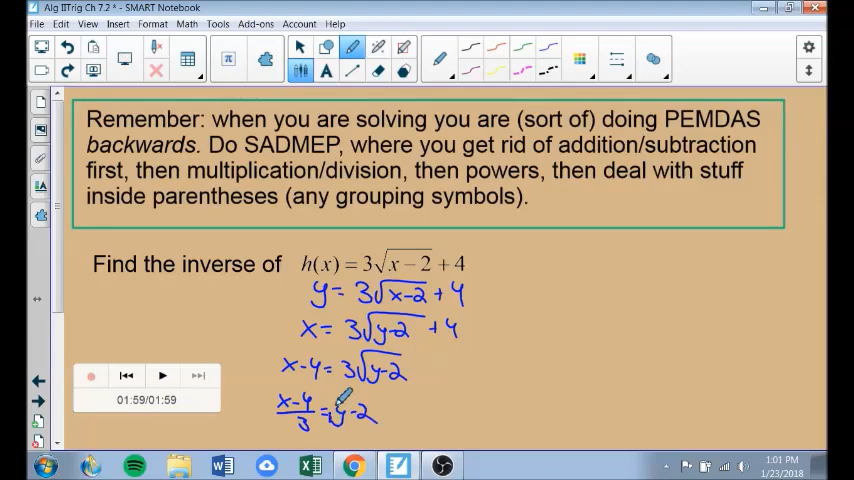 Alg IITrig Ch 7.2 * - SMART Notebook
File Edit View Insert Format Math Tools Add-ons Account Help
Remember: when you are solving you are (sort of) doing PEMDAS
backwards. Do SADMEP, where you get rid of addition/subtraction
first, then multiplication/division, then powers, then deal with stuff
inside parentheses (any grouping symbols).
Find the inverse of h(x) = 3√(x − 2) + 4
y = 3√(x-2) + 4
x = 3√(y-2) + 4
x-4 = 3√(y-2)
(x-4)/3 = √y-2
01:59/01:59
1:01 PM
1/23/2018